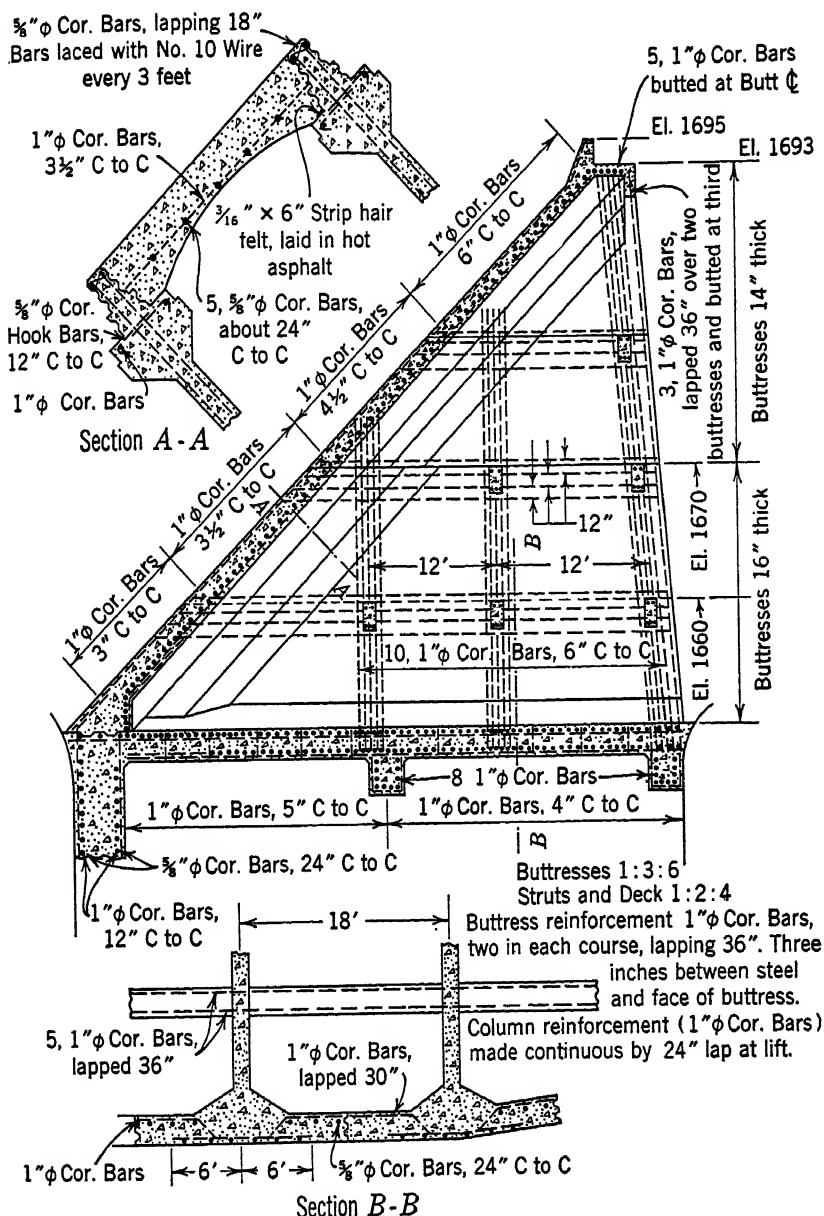 ⅝"φ Cor. Bars, lapping 18"
Bars laced with No. 10 Wire
every 3 feet
1"φ Cor. Bars,
3½" C to C
3/16" × 6" Strip hair
felt, laid in hot
asphalt
⅝"φ Cor.
Hook Bars,
12" C to C
5, ⅝"φ Cor. Bars,
about 24"
C to C
1"φ Cor. Bars
Section A-A
5, 1"φ Cor. Bars
butted at Butt ℄
El. 1695
El. 1693
1"φ Cor. Bars
6" C to C
1"φ Cor. Bars
4½" C to C
1"φ Cor. Bars
3½" C to C
1"φ Cor. Bars
3" C to C
A
A
3, 1"φ Cor. Bars,
lapped 36" over two
buttresses and butted at third
Buttresses 14" thick
12"
B
El. 1670
12'
12'
Buttresses 16" thick
El. 1660
10, 1"φ Cor. Bars, 6" C to C
8 1"φ Cor. Bars
1"φ Cor. Bars, 5" C to C
1"φ Cor. Bars, 4" C to C
B
⅝"φ Cor. Bars, 24" C to C
1"φ Cor. Bars,
12" C to C
Buttresses 1:3:6
Struts and Deck 1:2:4
Buttress reinforcement 1"φ Cor. Bars,
two in each course, lapping 36". Three
inches between steel
and face of buttress.
Column reinforcement (1"φ Cor. Bars)
made continuous by 24" lap at lift.
18'
5, 1"φ Cor. Bars,
lapped 36"
1"φ Cor. Bars,
lapped 30"
1"φ Cor. Bars
6'
6'
⅝"φ Cor. Bars, 24" C to C
Section B-B